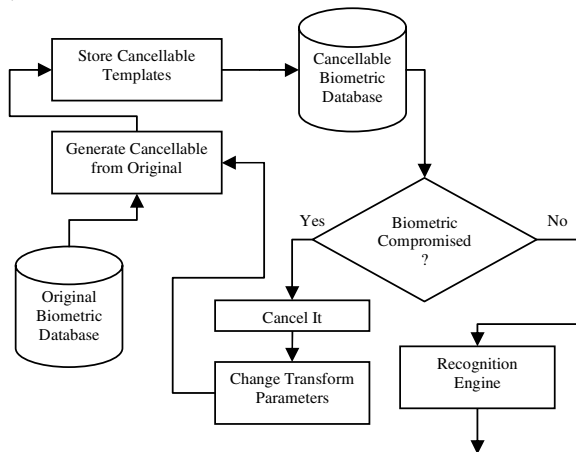 Store Cancellable
Templates
Cancellable
Biometric
Database
Generate Cancellable
from Original
Yes
Biometric
Compromised
?
No
Original
Biometric
Database
Cancel It
Change Transform
Parameters
Recognition
Engine